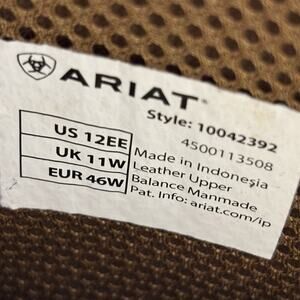 ARIAT
Style: 10042392
4500113508
US 12EE
UK 11W
EUR 46W
Made in Indonesia
Leather Upper
Balance Manmade
Pat. Info: ariat.com/ip